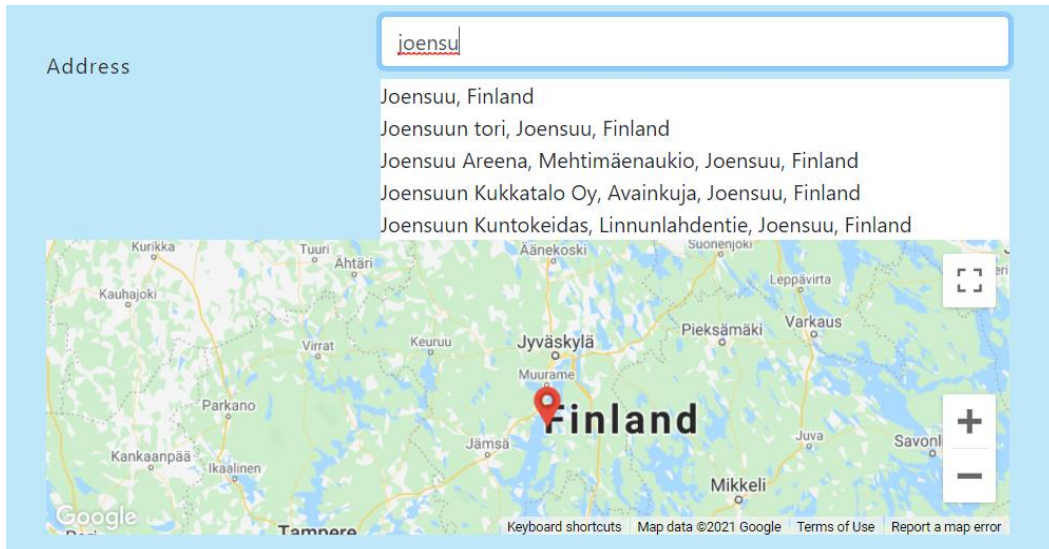 joensu
Address
Joensuu, Finland
Joensuun tori, Joensuu, Finland
Joensuu Areena, Mehtimäenaukio, Joensuu, Finland
Joensuun Kukkatalo Oy, Avainkuja, Joensuu, Finland
Joensuun Kuntokeidas, Linnunlahdentie, Joensuu, Finland
Kurikka
Tuuri
Äänekoski
Suonenjoki
Ähtäri
Leppävirta
Kauhajoki
Varkaus
Pieksämäki
Virrat
Keuruu
Jyväskylä
Muurame
Parkano
Finland
Jämsä
Juva
Kankaanpää
Ikaalinen
Mikkeli
Google
Tampere
Keyboard shortcuts Map data ©2021 Google Terms of Use Report a map error